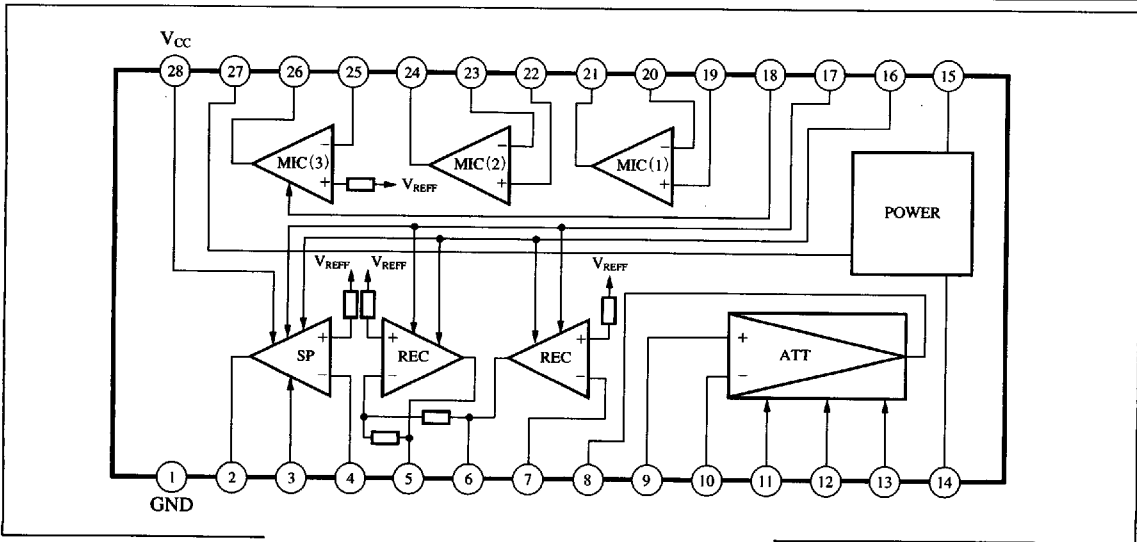 VCC
28 27 26 25 24 23 22 21 20 19 18 17 16 15
− − −
MIC(3) MIC(2) MIC(1)
+ + +
VREFF
POWER
VREFF VREFF VREFF
+ + + +
SP REC REC ATT
− − − −
1 2 3 4 5 6 7 8 9 10 11 12 13 14
GND